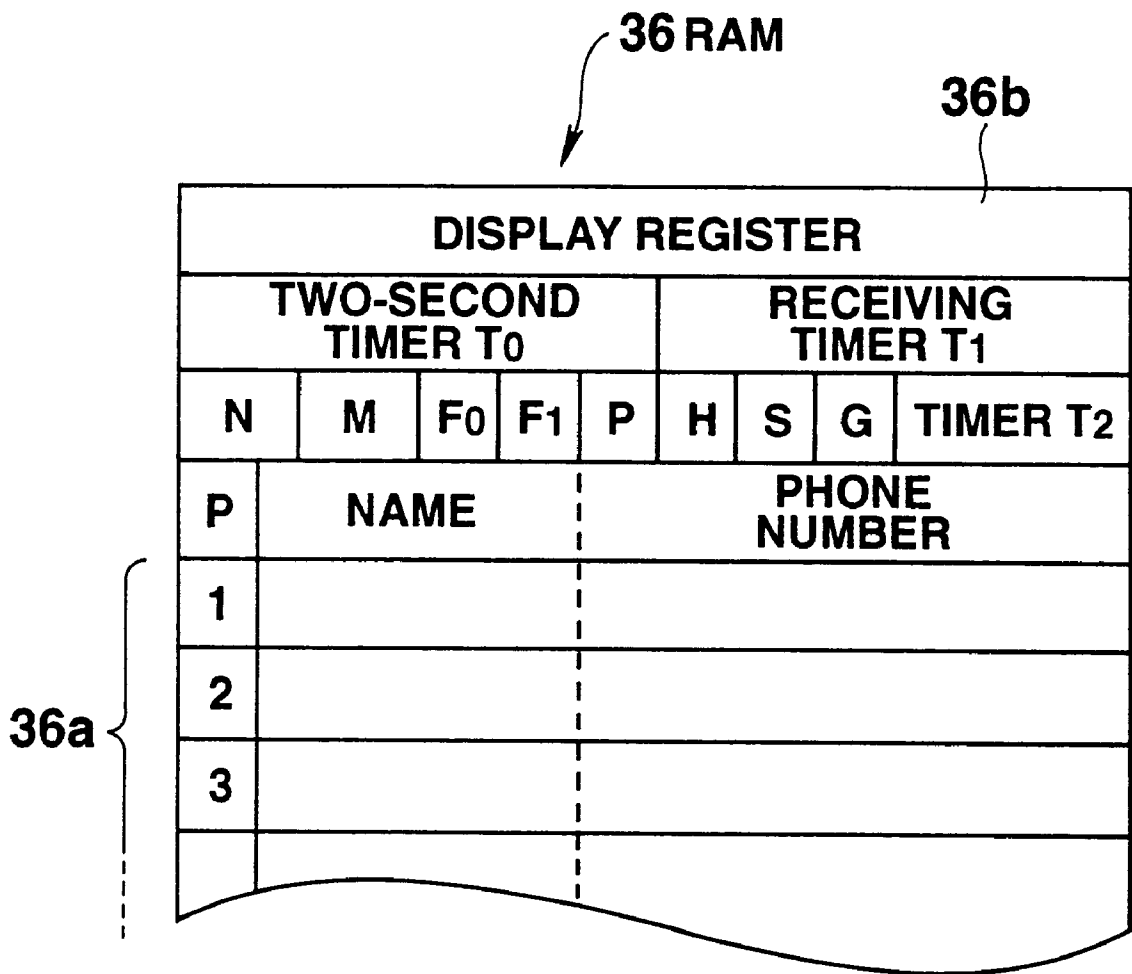 36 RAM
36b
DISPLAY REGISTER
TWO-SECOND
TIMER T0
RECEIVING
TIMER T1
N M F0 F1 P H S G TIMER T2
P NAME PHONE
NUMBER
1
2
36a
3